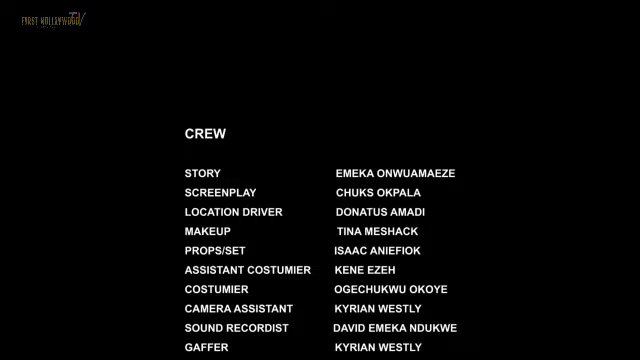 FIRST NOLLYWOOD TV
CREW
STORY EMEKA ONWUAMAEZE
SCREENPLAY CHUKS OKPALA
LOCATION DRIVER DONATUS AMADI
MAKEUP TINA MESHACK
PROPS/SET ISAAC ANIEFIOK
ASSISTANT COSTUMIER KENE EZEH
COSTUMIER OGECHUKWU OKOYE
CAMERA ASSISTANT KYRIAN WESTLY
SOUND RECORDIST DAVID EMEKA NDUKWE
GAFFER KYRIAN WESTLY